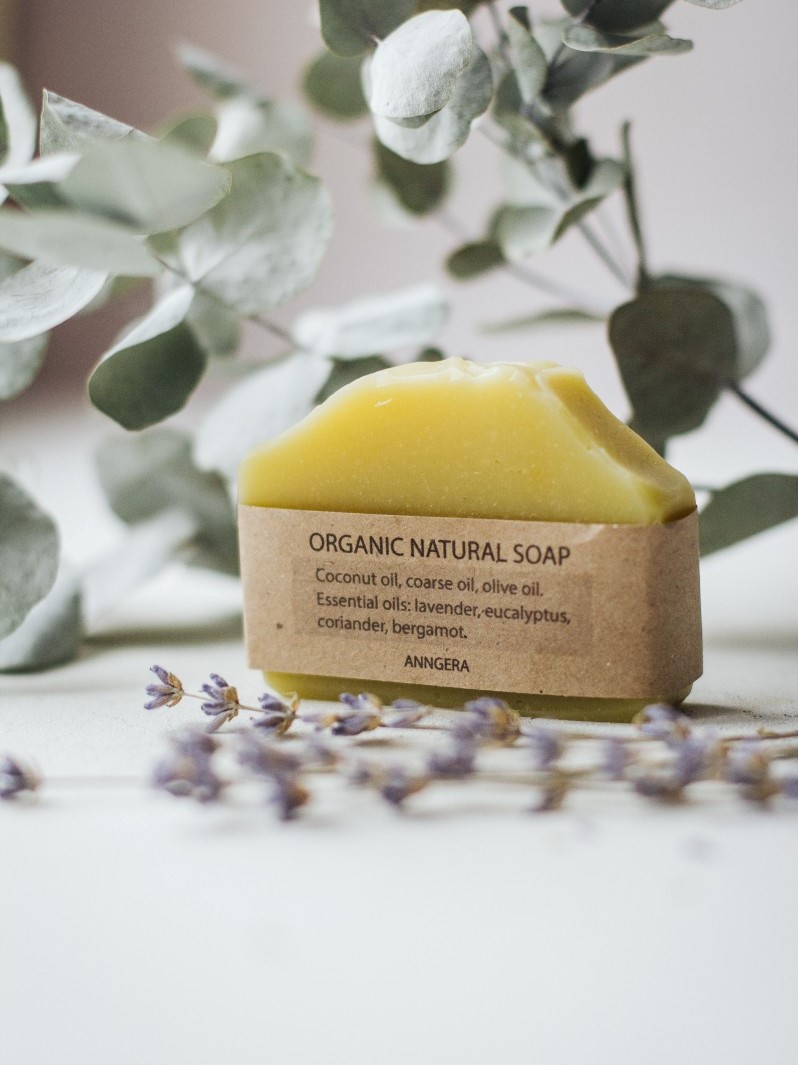 ORGANIC NATURAL SOAP
Coconut oil, coarse oil, olive oil.
Essential oils: lavender, eucalyptus,
coriander, bergamot.
ANNGERA